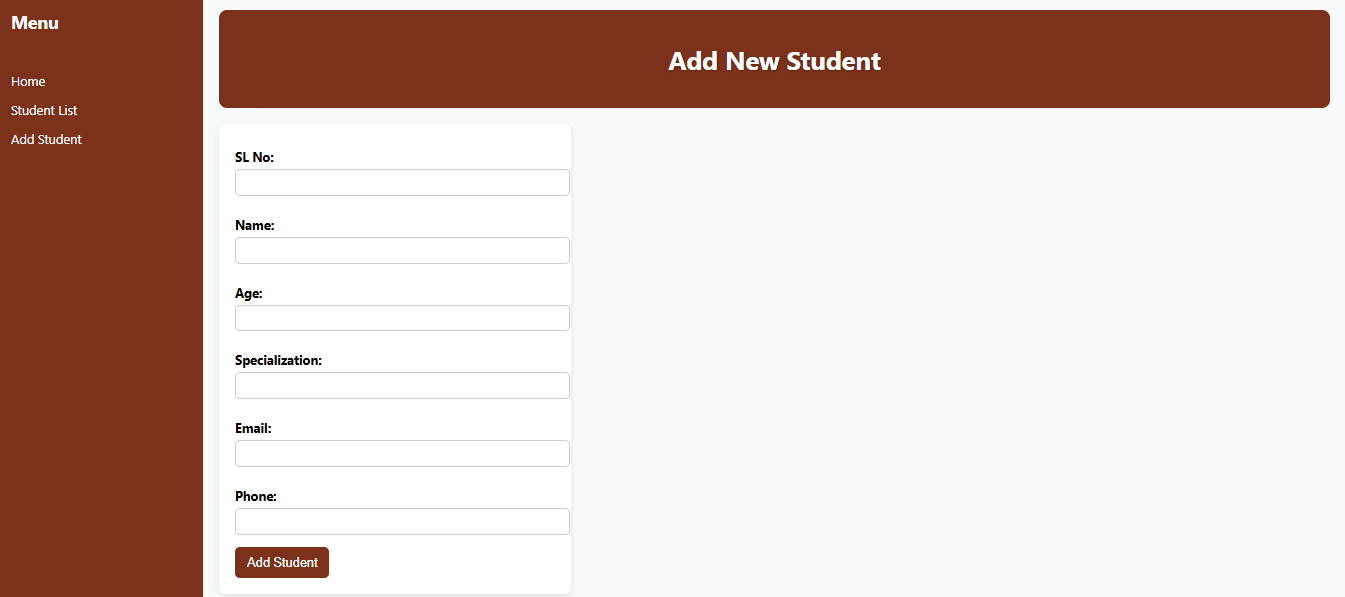 Menu
Home
Student List
Add Student
Add New Student
SL No:
Name:
Age:
Specialization:
Email:
Phone:
Add Student